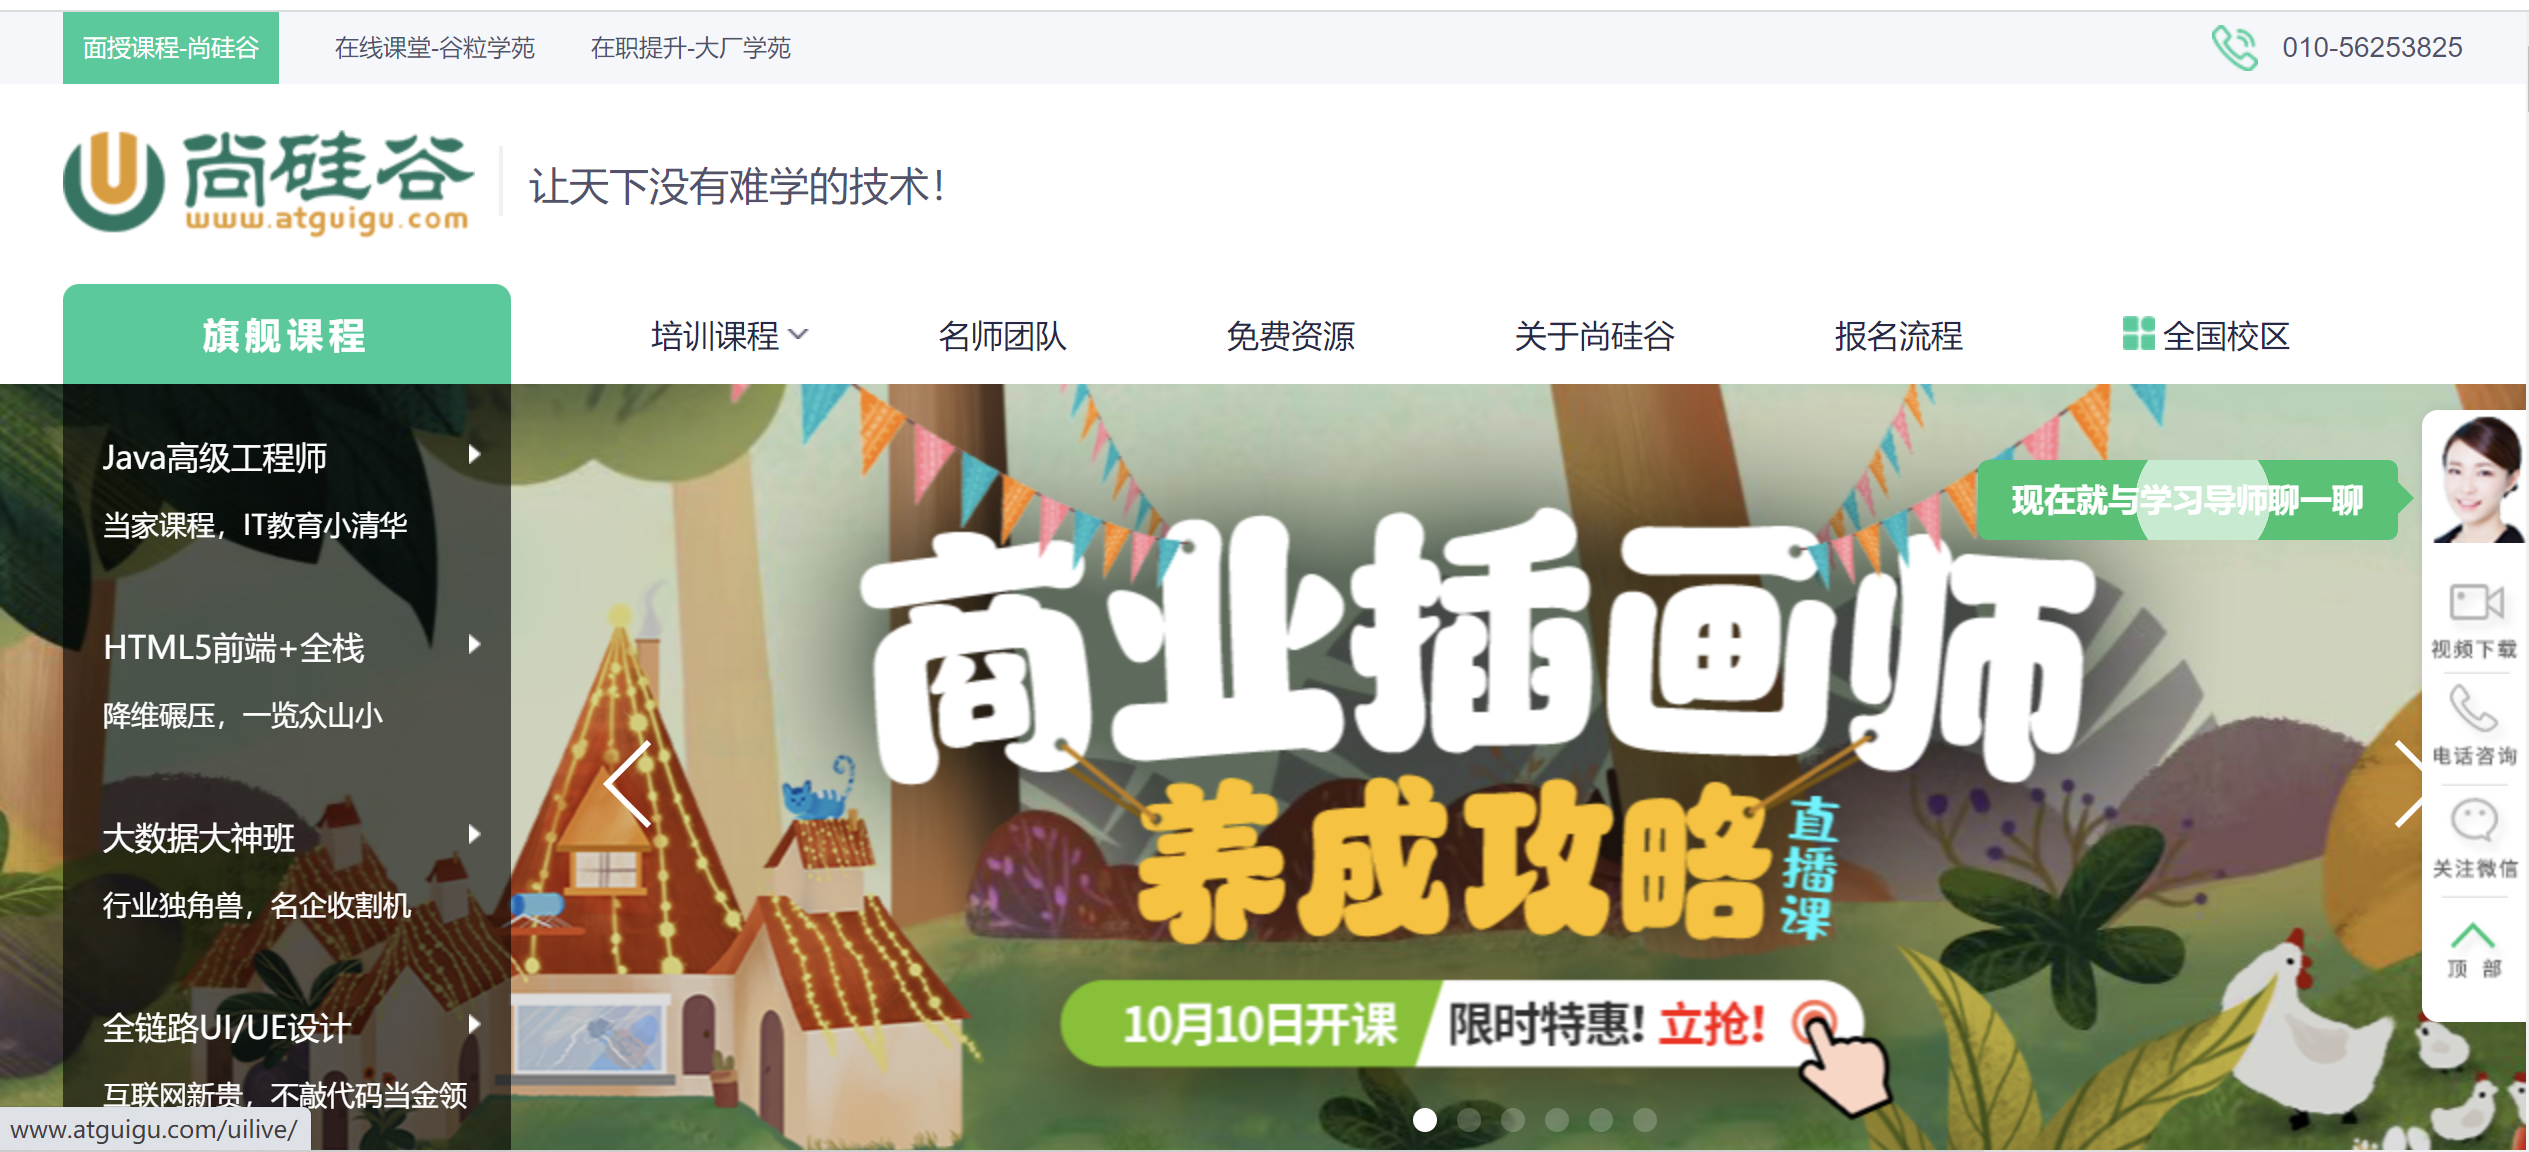 面授课程-尚硅谷
在线课堂-谷粒学苑
在职提升-大厂学苑
010-56253825
尚硅谷
www.atguigu.com
让天下没有难学的技术！
旗舰课程
培训课程
名师团队
免费资源
关于尚硅谷
报名流程
全国校区
Java高级工程师
当家课程，IT教育小清华
HTML5前端+全栈
降维碾压，一览众山小
大数据大神班
行业独角兽，名企收割机
全链路UI/UE设计
互联网新贵，不敲代码当金领
商业插画师
养成攻略
直播课
10月10日开课
限时特惠！立抢！
现在就与学习导师聊一聊
视频下载
电话咨询
关注微信
顶 部
www.atguigu.com/uilive/